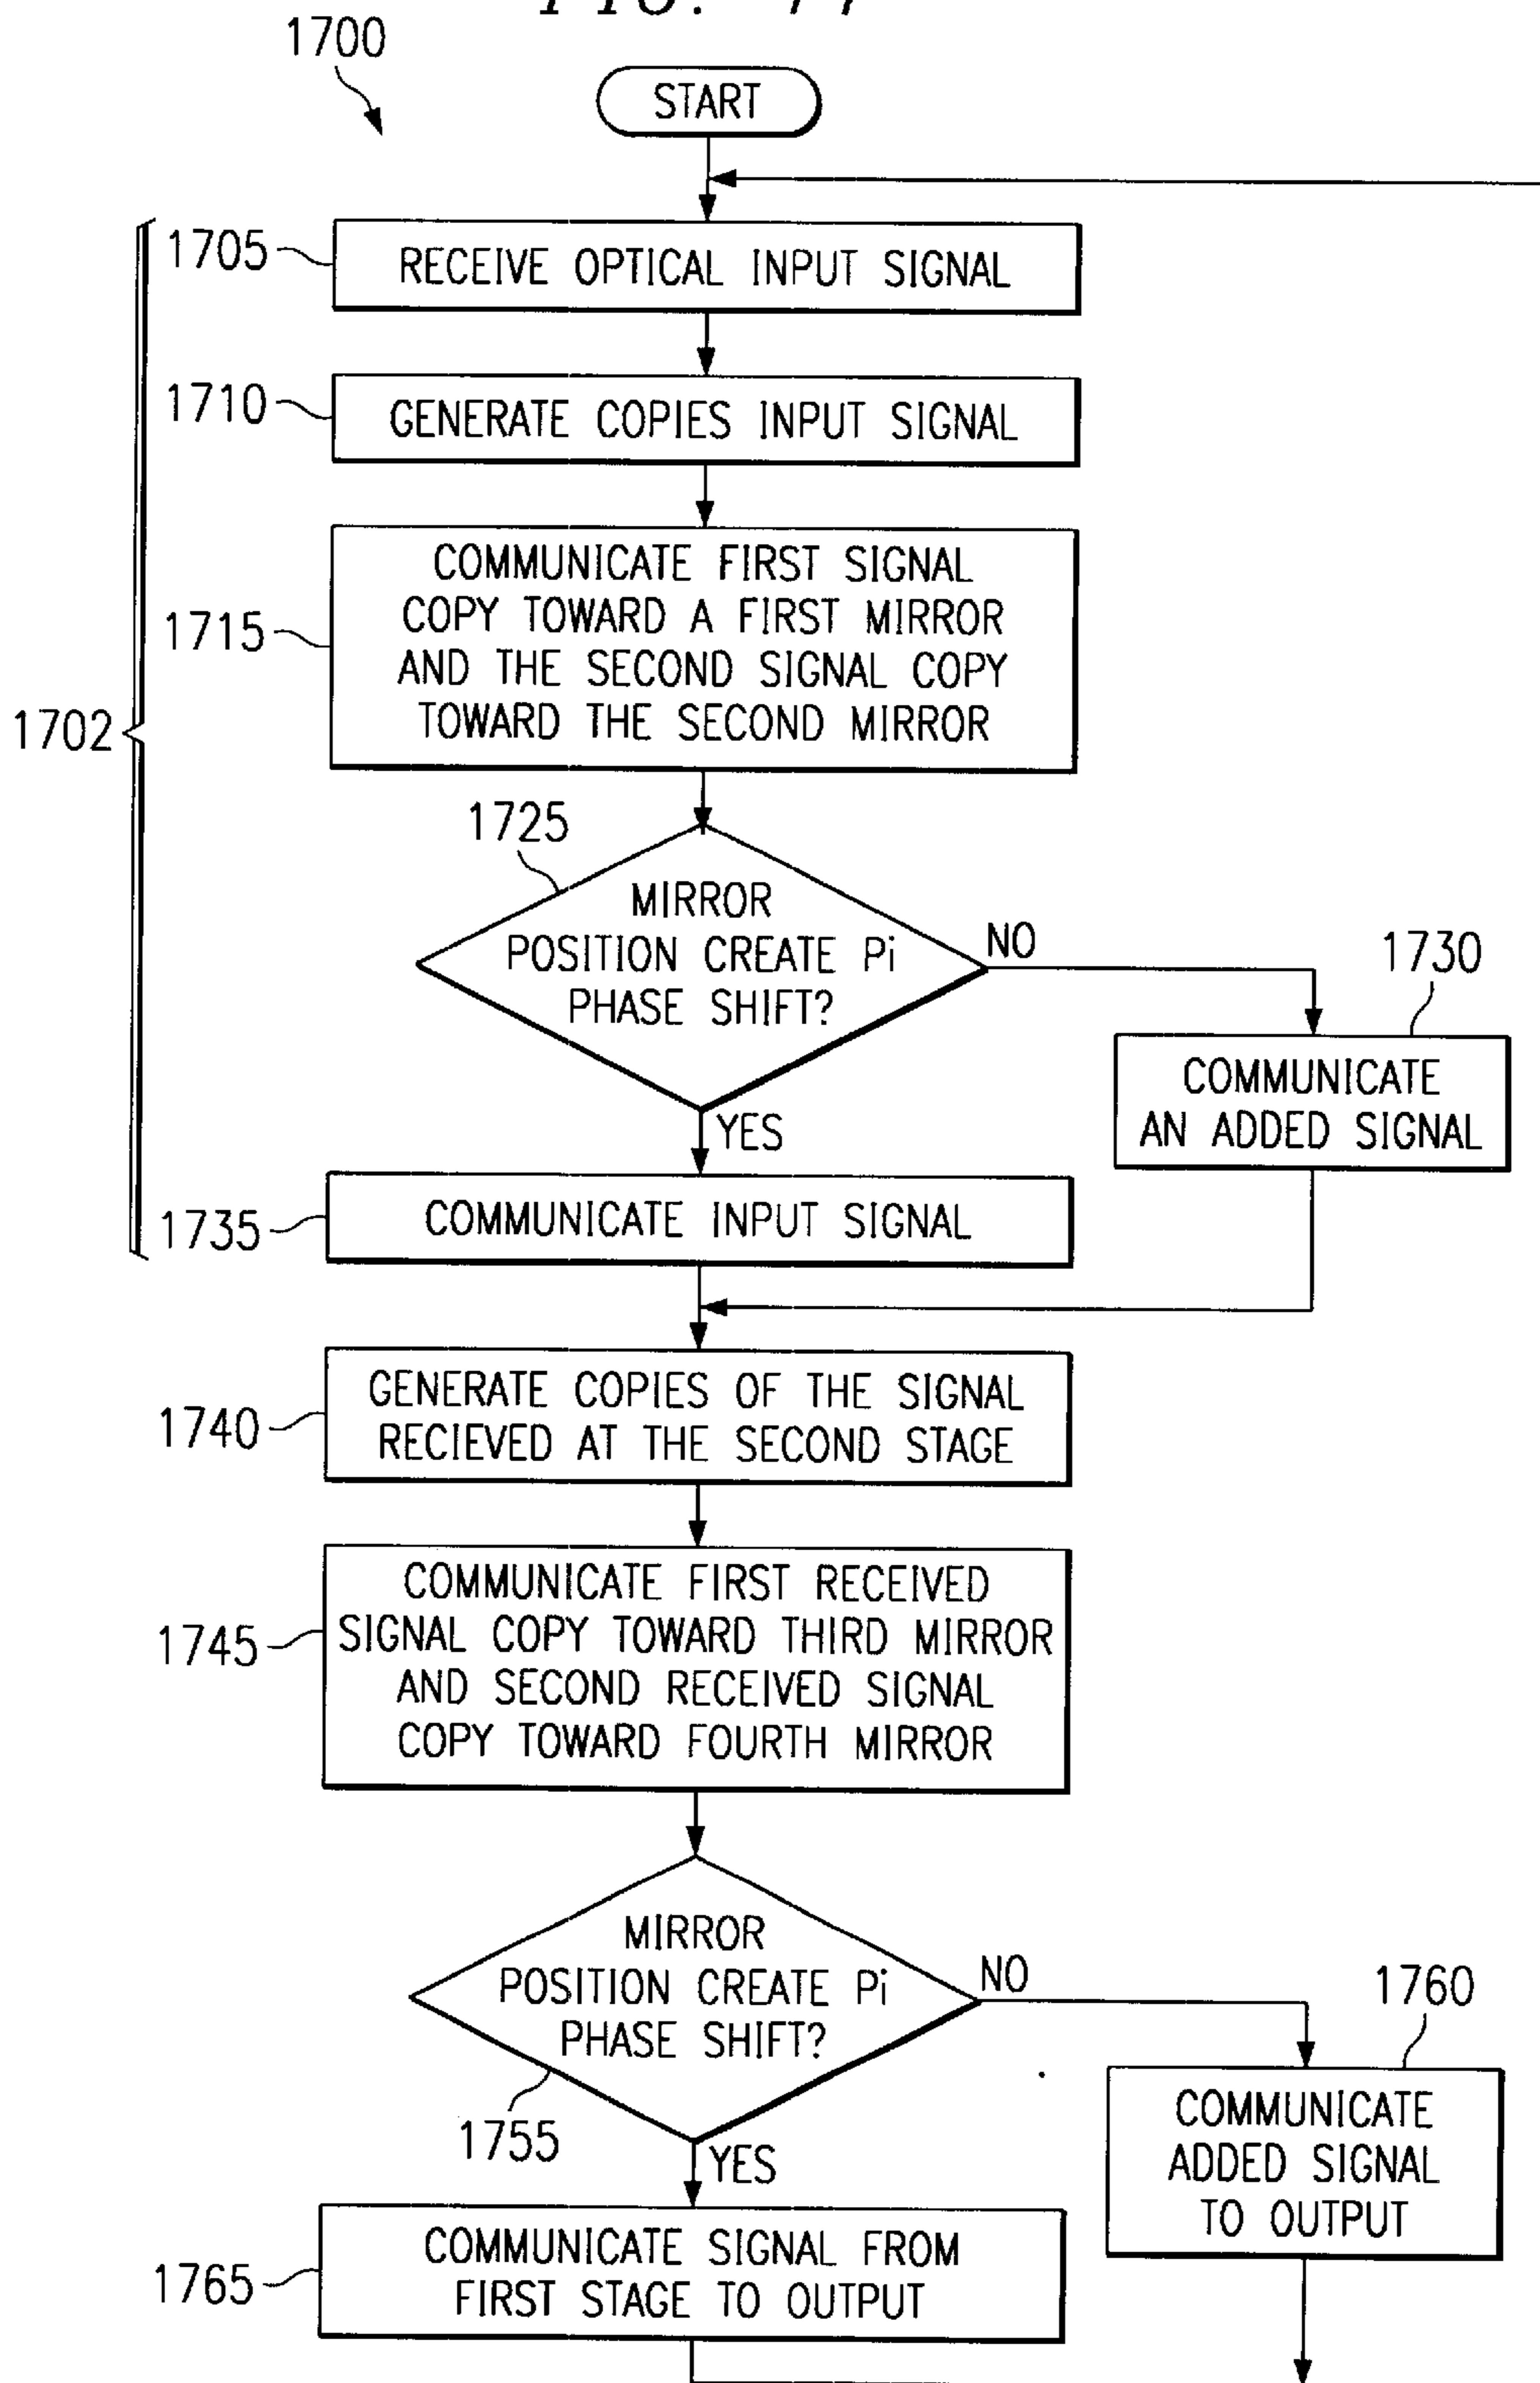 1700
START
1702
1705
RECEIVE OPTICAL INPUT SIGNAL
1710
GENERATE COPIES INPUT SIGNAL
1715
COMMUNICATE FIRST SIGNAL
COPY TOWARD A FIRST MIRROR
AND THE SECOND SIGNAL COPY
TOWARD THE SECOND MIRROR
1725
MIRROR
POSITION CREATE Pi
PHASE SHIFT?
NO
1730
COMMUNICATE
AN ADDED SIGNAL
YES
1735
COMMUNICATE INPUT SIGNAL
1740
GENERATE COPIES OF THE SIGNAL
RECIEVED AT THE SECOND STAGE
1745
COMMUNICATE FIRST RECEIVED
SIGNAL COPY TOWARD THIRD MIRROR
AND SECOND RECEIVED SIGNAL
COPY TOWARD FOURTH MIRROR
MIRROR
POSITION CREATE Pi
PHASE SHIFT?
NO
1755
1760
COMMUNICATE
ADDED SIGNAL
TO OUTPUT
YES
1765
COMMUNICATE SIGNAL FROM
FIRST STAGE TO OUTPUT